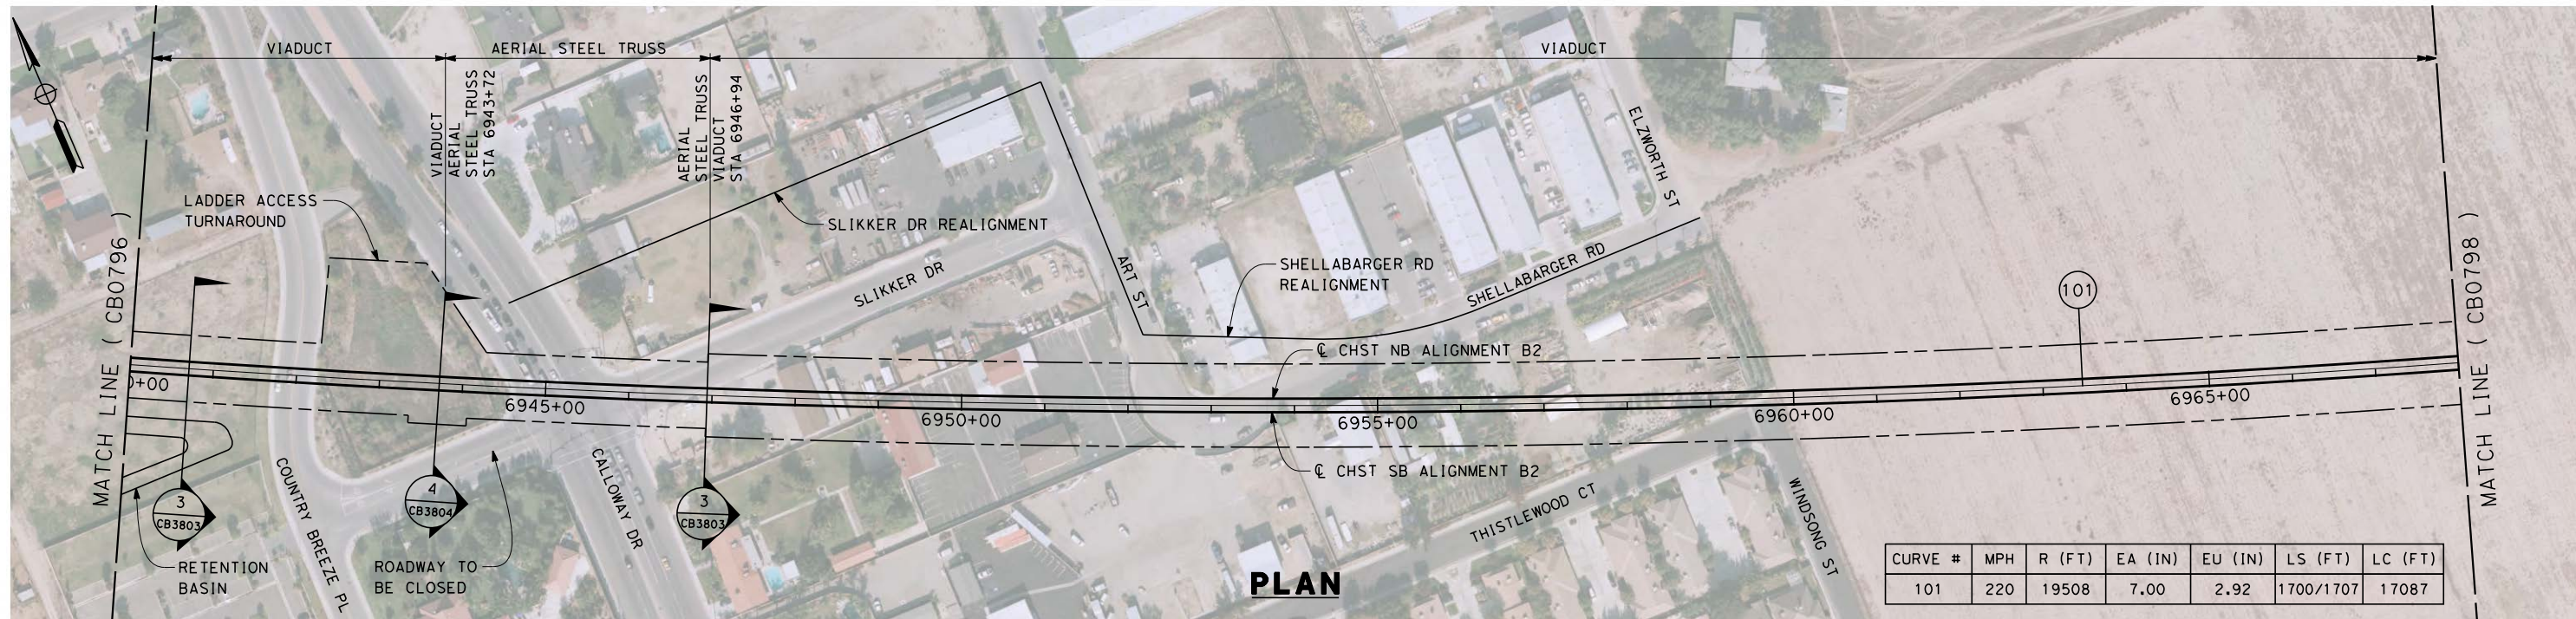 VIADUCT
AERIAL STEEL TRUSS
VIADUCT
VIADUCT
AERIAL
STEEL TRUSS
STA 6943+72
AERIAL
STEEL TRUSS
VIADUCT
STA 6946+94
LADDER ACCESS
TURNAROUND
SLIKKER DR REALIGNMENT
SLIKKER DR
ART ST
SHELLABARGER RD
REALIGNMENT
SHELLABARGER RD
ELZWORTH ST
101
MATCH LINE ( CB0796 )
MATCH LINE ( CB0798 )
℄ CHST NB ALIGNMENT B2
0+00
6945+00
6950+00
6955+00
6960+00
6965+00
℄ CHST SB ALIGNMENT B2
3
CB3803
4
CB3804
3
CB3803
COUNTRY BREEZE PL
CALLOWAY DR
THISTLEWOOD CT
WINDSONG ST
RETENTION
BASIN
ROADWAY TO
BE CLOSED
PLAN
CURVE # MPH R (FT) EA (IN) EU (IN) LS (FT) LC (FT)
101 220 19508 7.00 2.92 1700/1707 17087